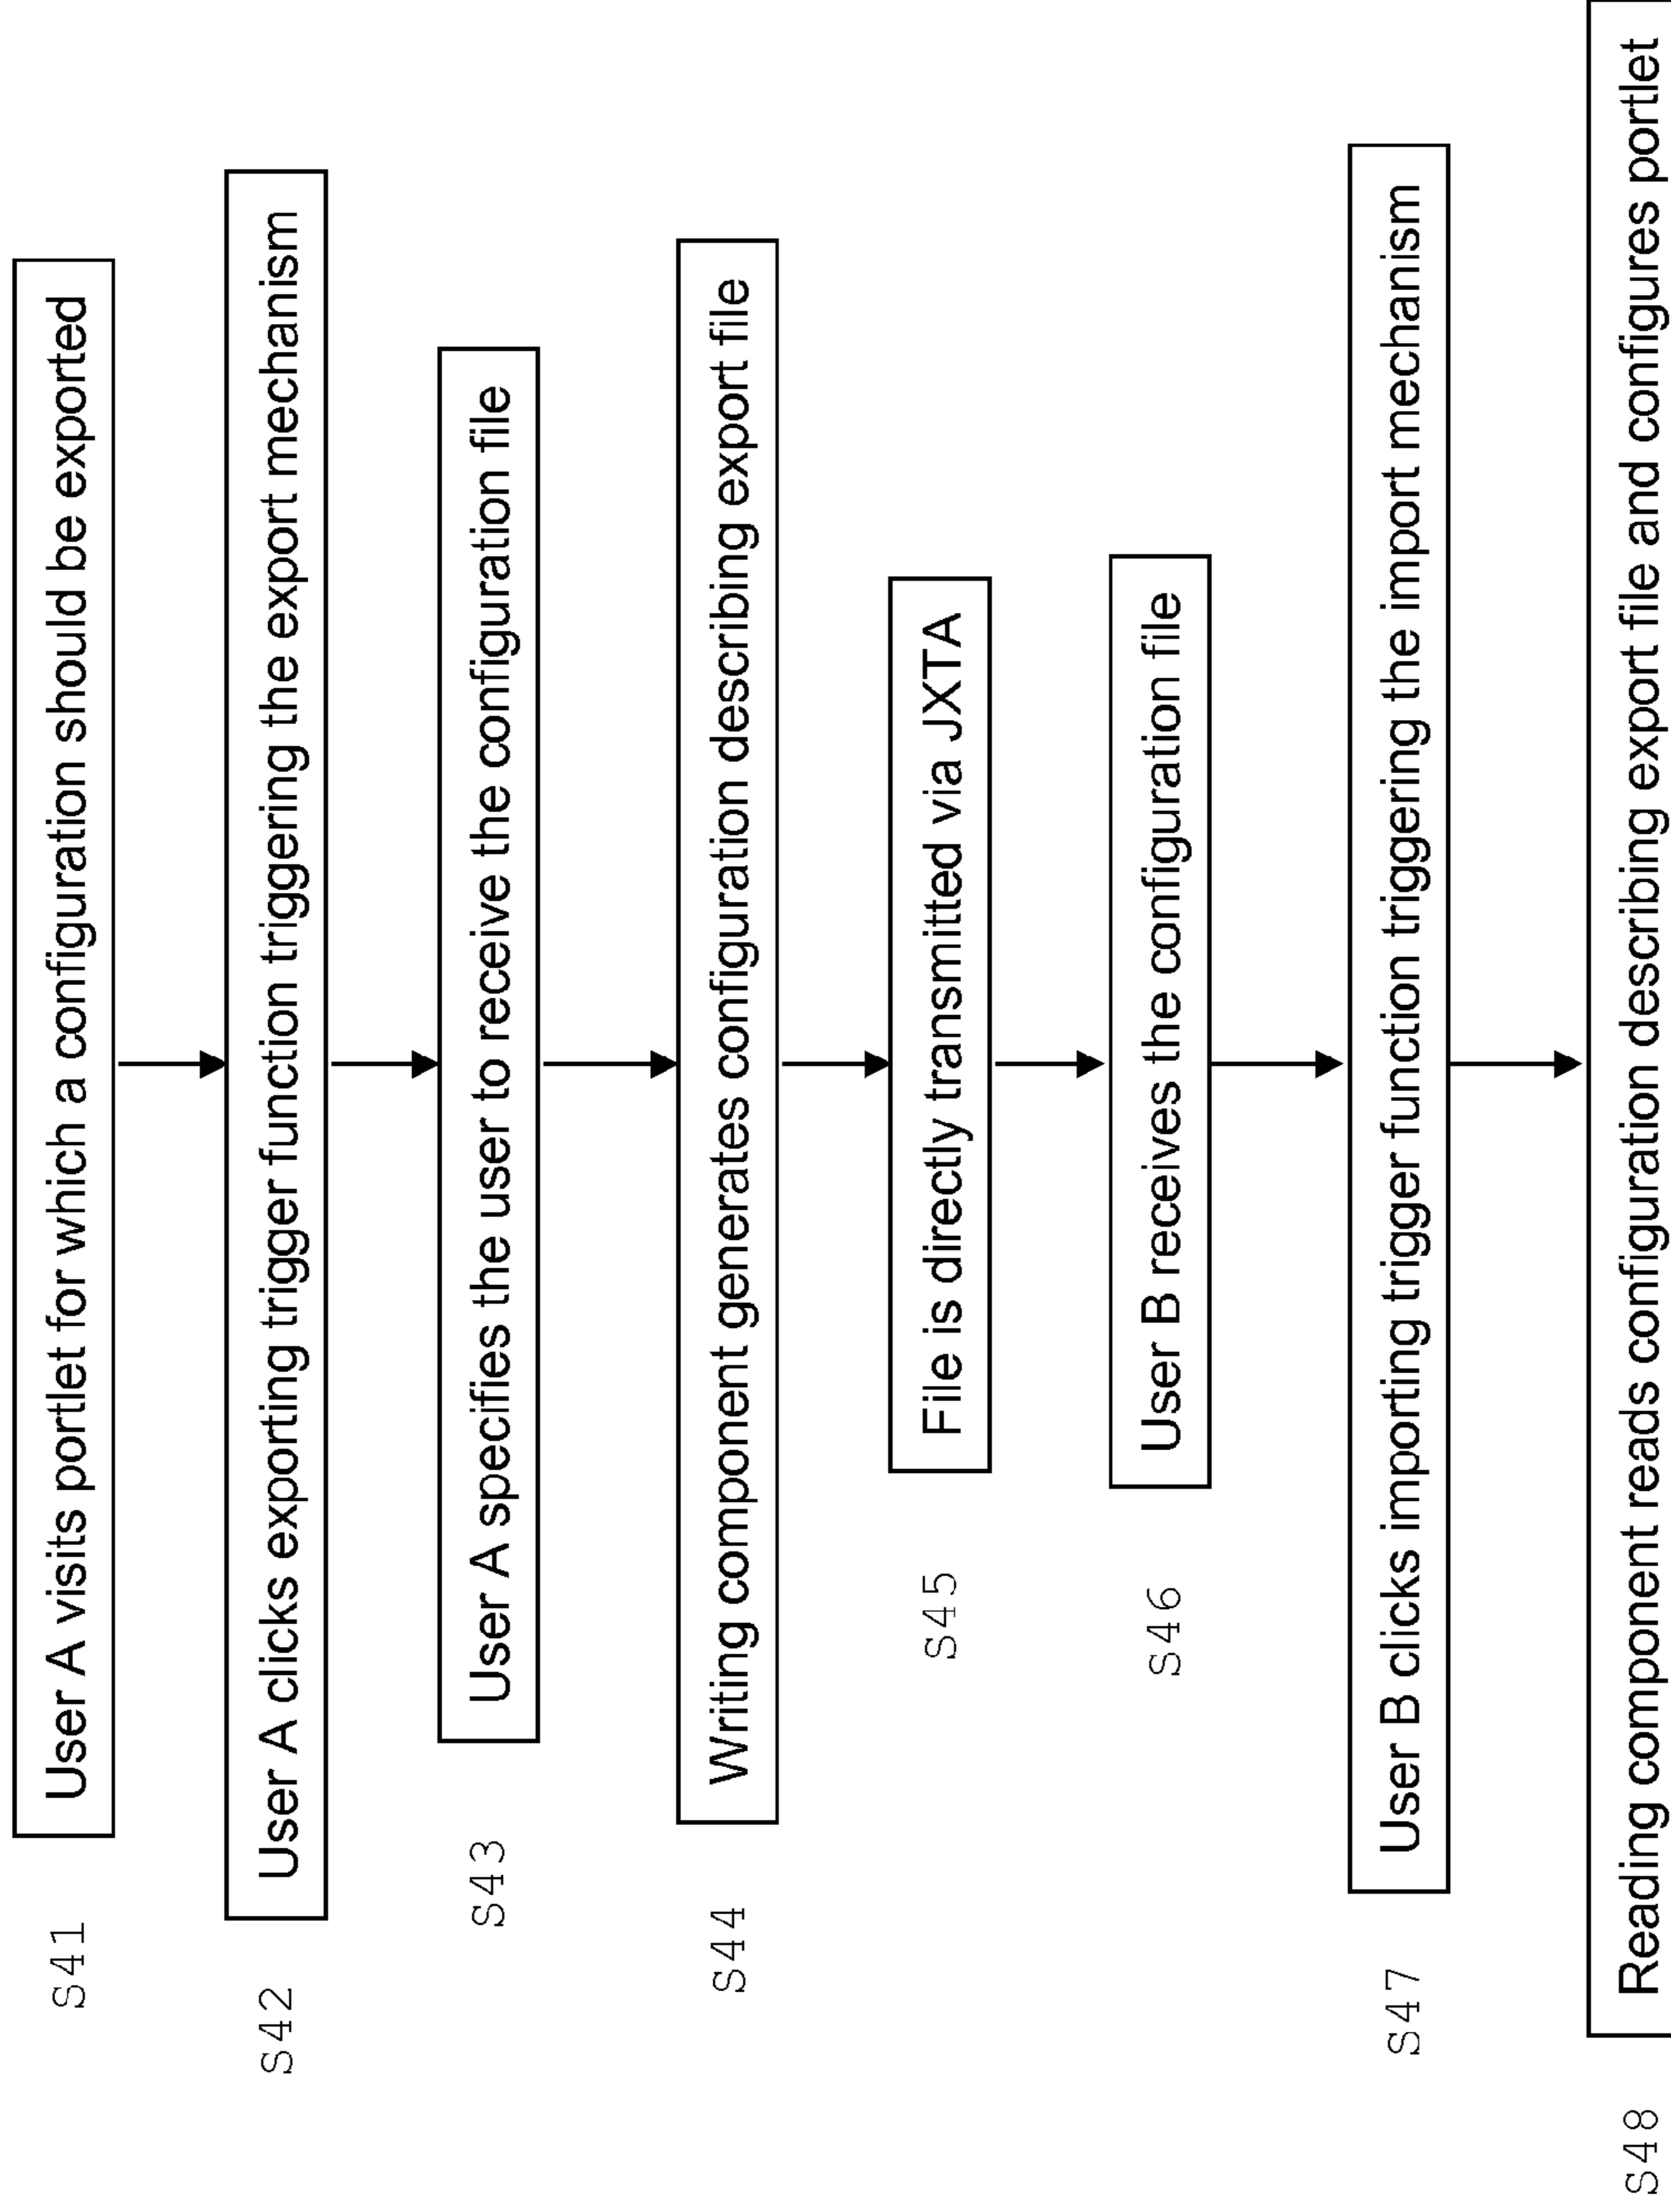 S41 User A visits portlet for which a configuration should be exported
S42 User A clicks exporting trigger function triggering the export mechanism
S43 User A specifies the user to receive the configuration file
S44 Writing component generates configuration describing export file
S45 File is directly transmitted via JXTA
S46 User B receives the configuration file
S47 User B clicks importing trigger function triggering the import mechanism
S48 Reading component reads configuration describing export file and configures portlet